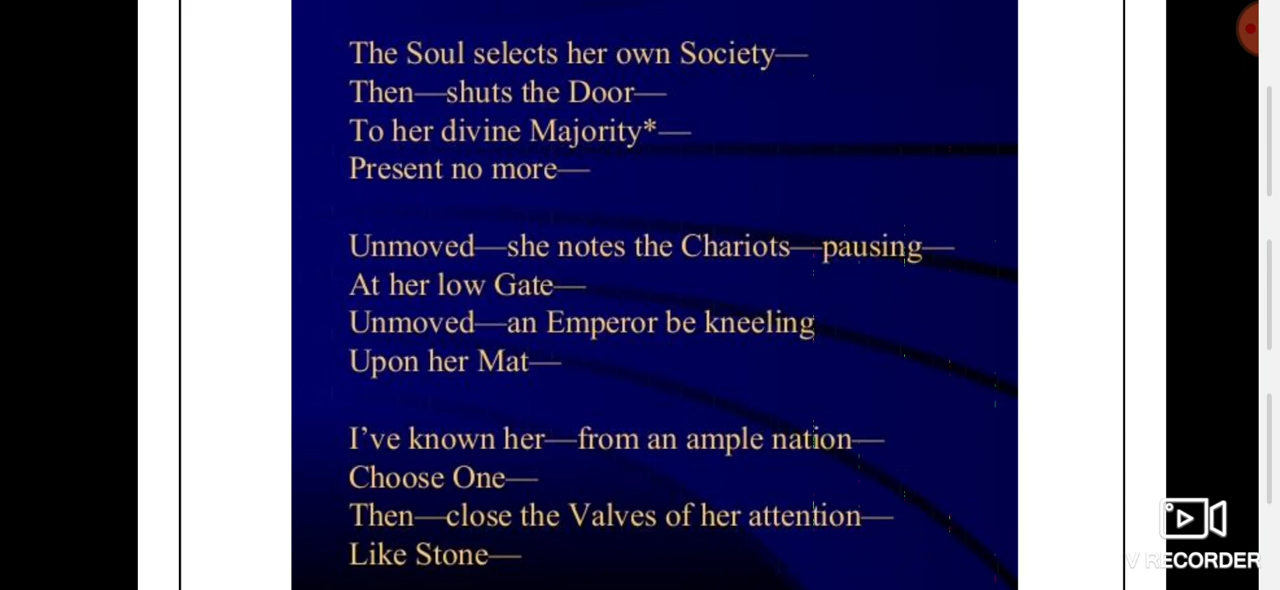 The Soul selects her own Society—
Then—shuts the Door—
To her divine Majority*—
Present no more—
Unmoved—she notes the Chariots—pausing—
At her low Gate—
Unmoved—an Emperor be kneeling
Upon her Mat—
I’ve known her—from an ample nation—
Choose One—
Then—close the Valves of her attention—
Like Stone—
V RECORDER